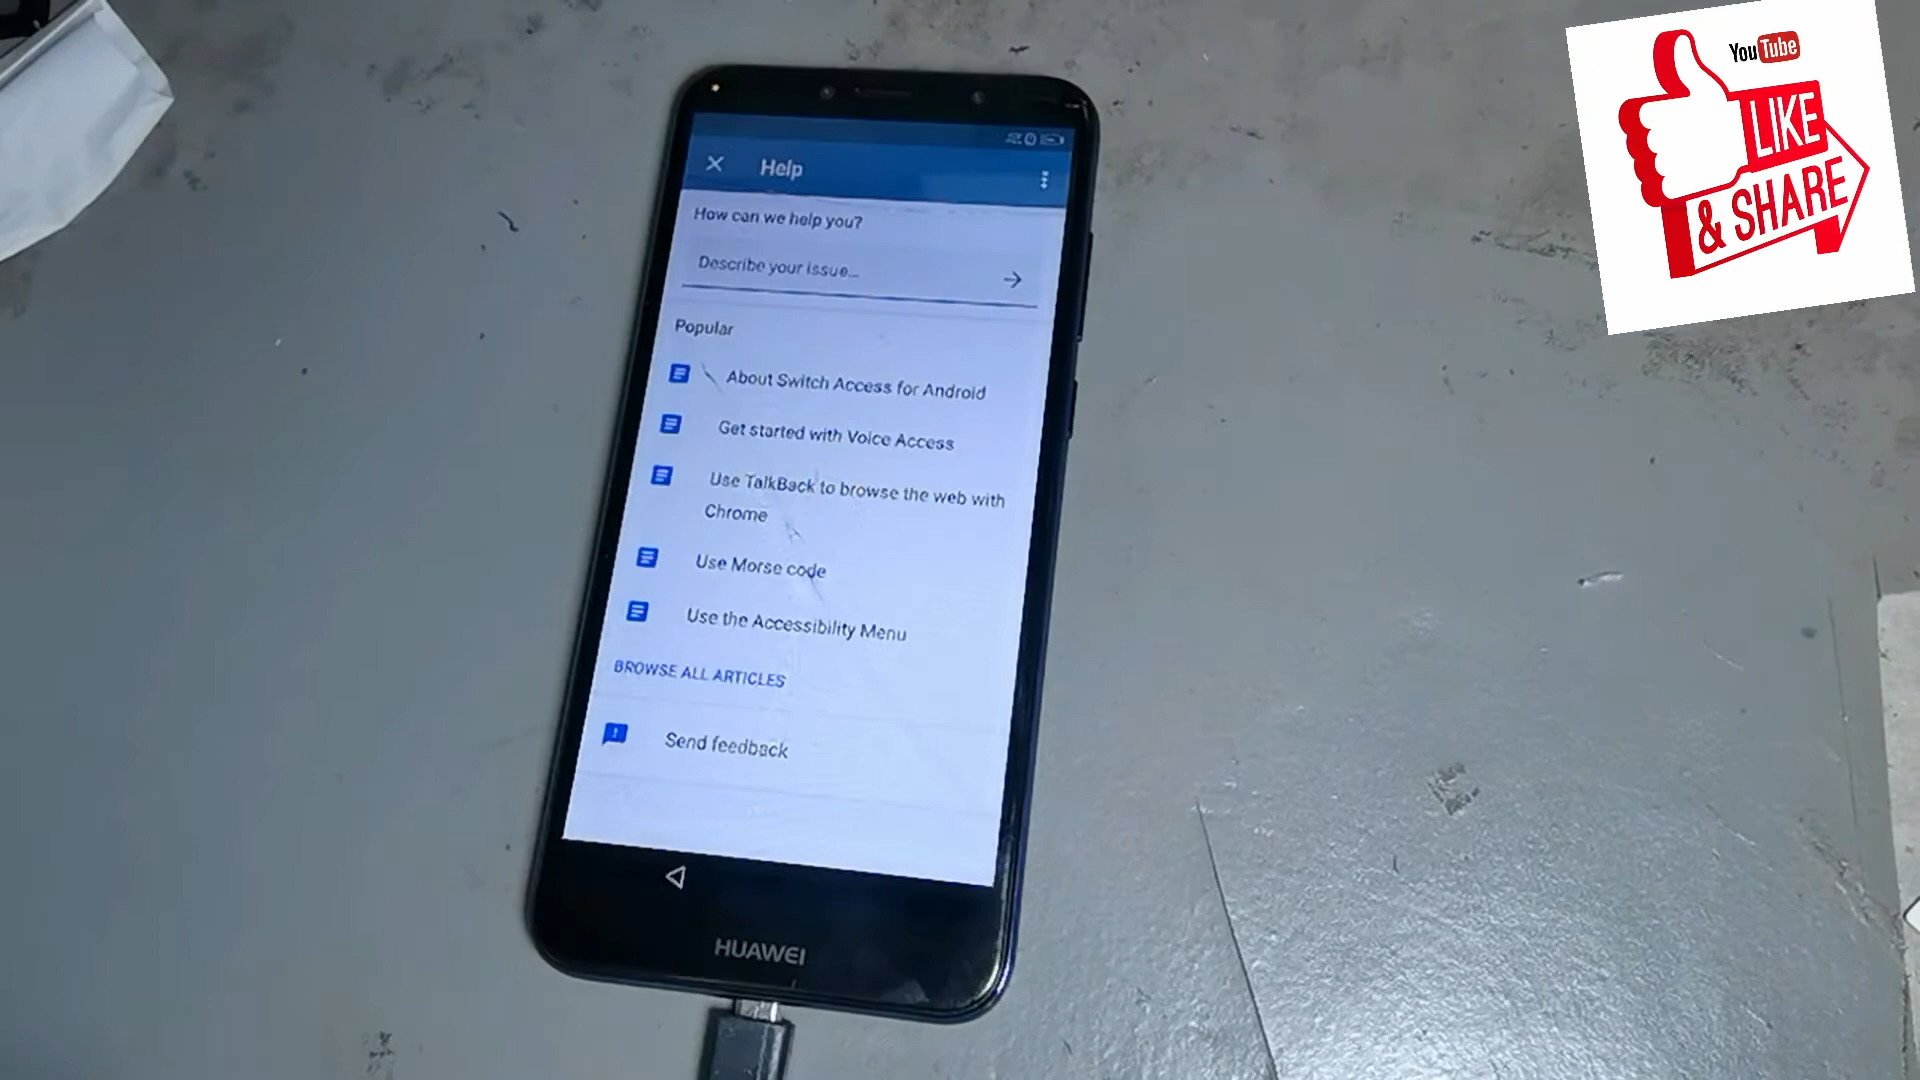 Help
How can we help you?
Describe your issue...
Popular
About Switch Access for Android
Get started with Voice Access
Use TalkBack to browse the web with
Chrome
Use Morse code
Use the Accessibility Menu
BROWSE ALL ARTICLES
Send feedback
HUAWEI
YouTube
LIKE
& SHARE